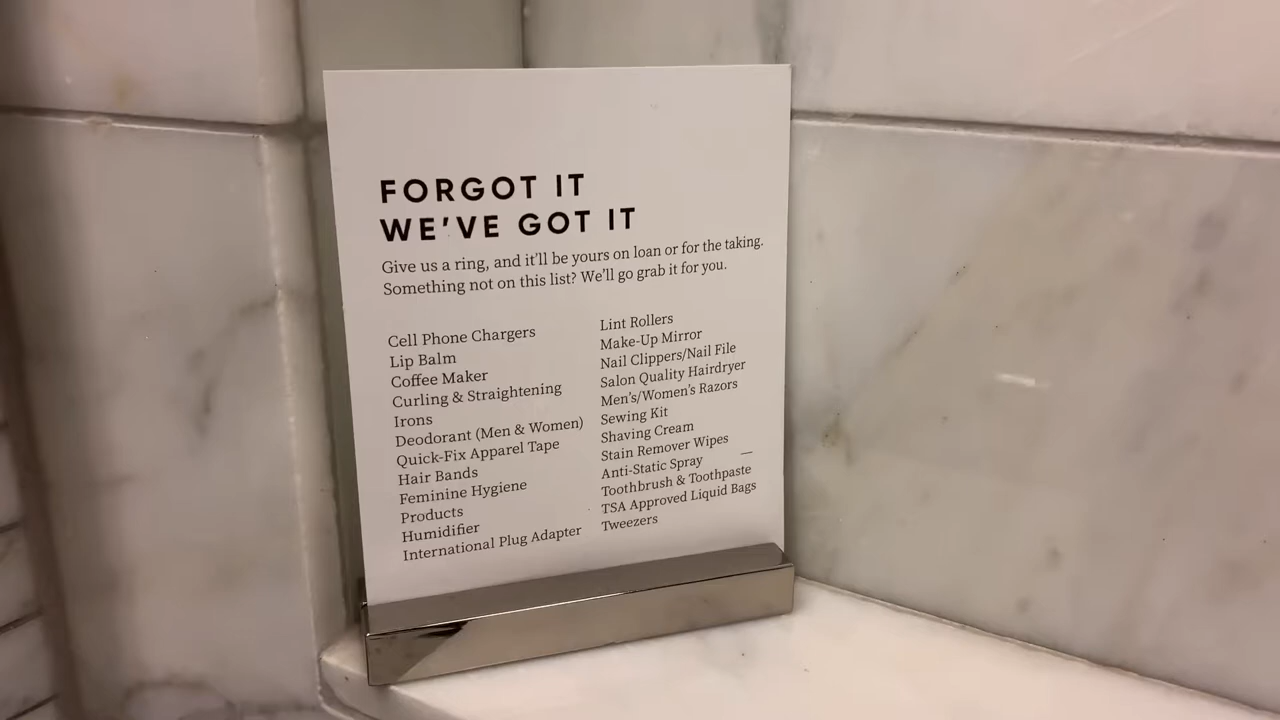 FORGOT IT
WE'VE GOT IT
Give us a ring, and it'll be yours on loan or for the taking.
Something not on this list? We'll go grab it for you.
Cell Phone Chargers
Lip Balm
Coffee Maker
Curling & Straightening
Irons
Deodorant (Men & Women)
Quick-Fix Apparel Tape
Hair Bands
Feminine Hygiene
Products
Humidifier
International Plug Adapter
Lint Rollers
Make-Up Mirror
Nail Clippers/Nail File
Salon Quality Hairdryer
Men's/Women's Razors
Sewing Kit
Shaving Cream
Stain Remover Wipes
Anti-Static Spray
Toothbrush & Toothpaste
TSA Approved Liquid Bags
Tweezers